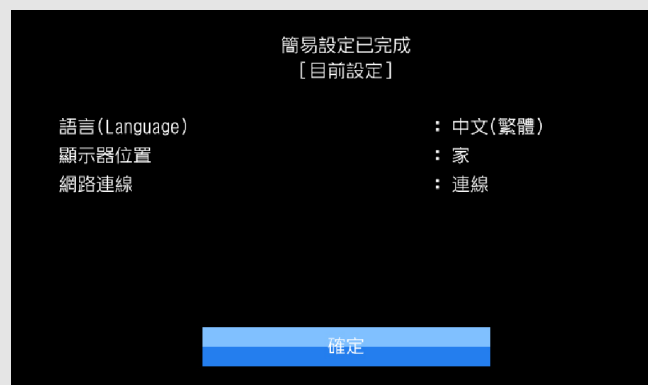 簡易設定已完成
[目前設定]
語言(Language) : 中文(繁體)
顯示器位置 : 家
網路連線 : 連線
確定